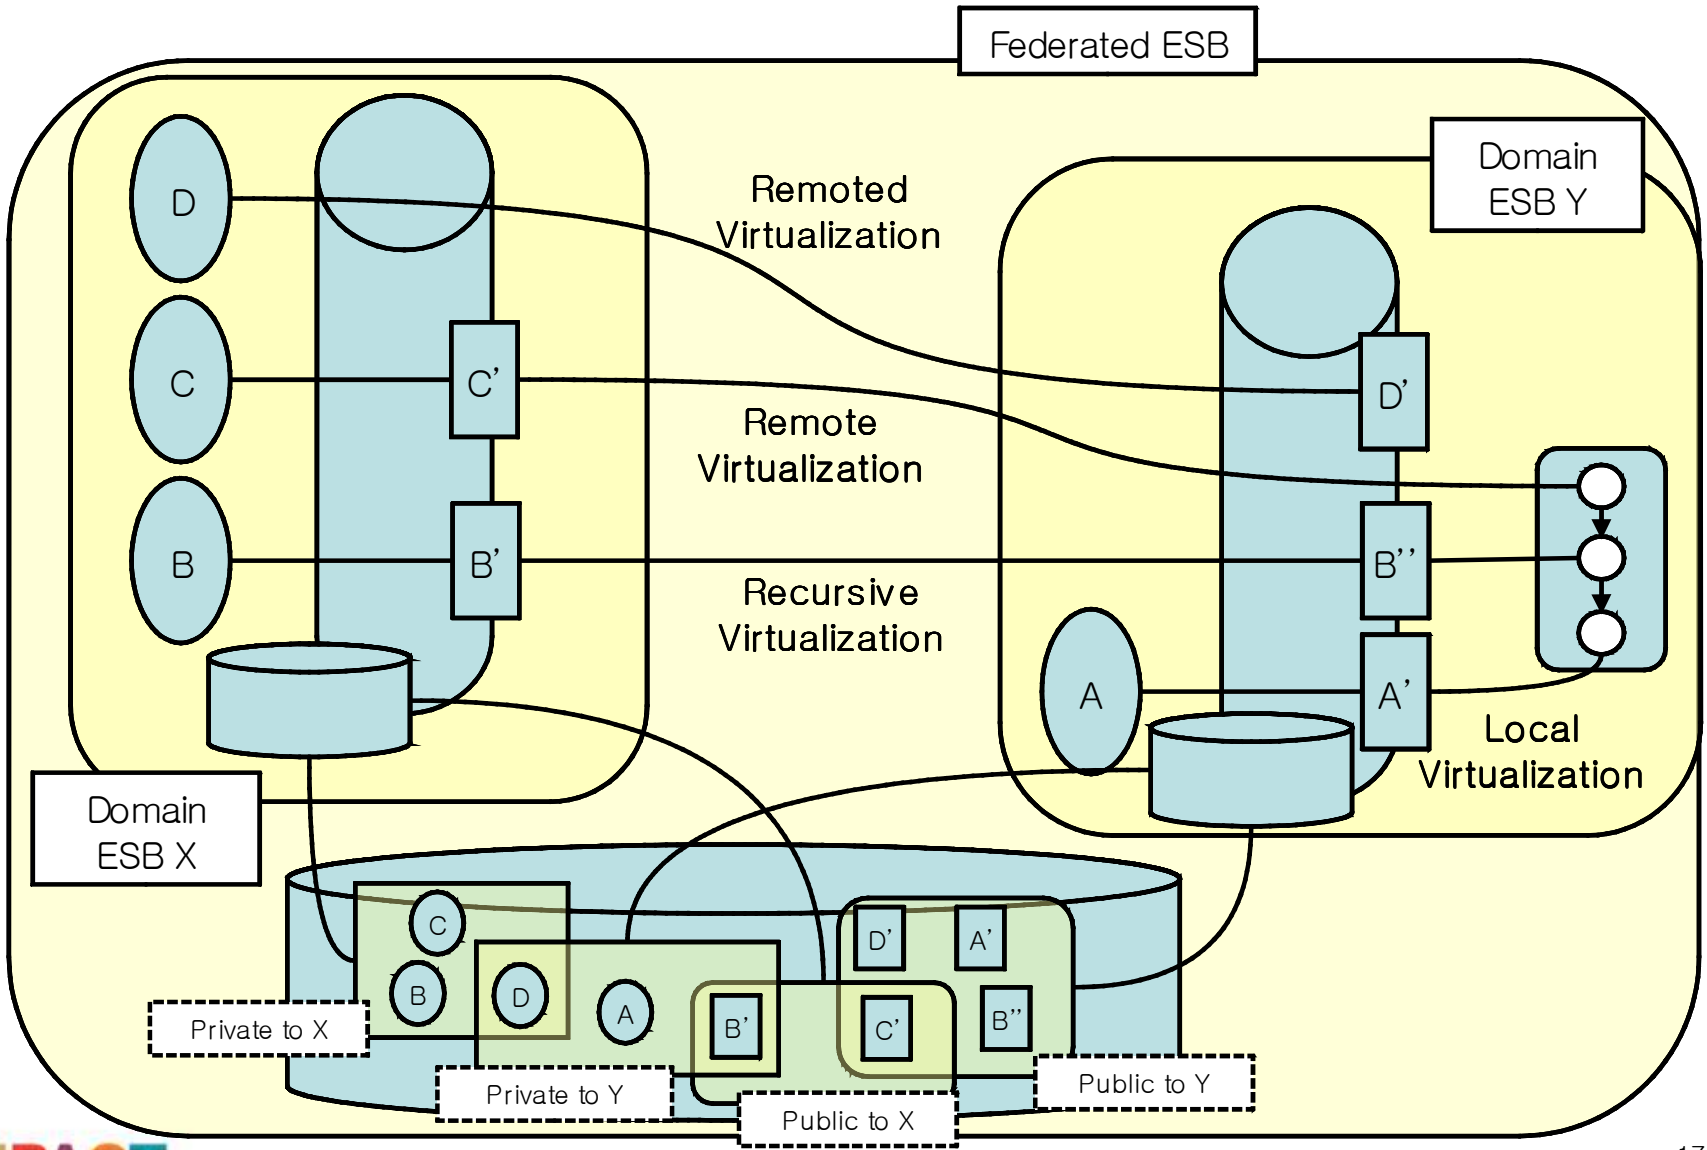 Federated ESB
Domain
ESB Y
D
Remoted
Virtualization
C
C’
D’
Remote
Virtualization
B
B’
B’’
Recursive
Virtualization
A
A’
Local
Virtualization
Domain
ESB X
C
D’
A’
B
D
A
B’
C’
B’’
Private to X
Private to Y
Public to X
Public to Y